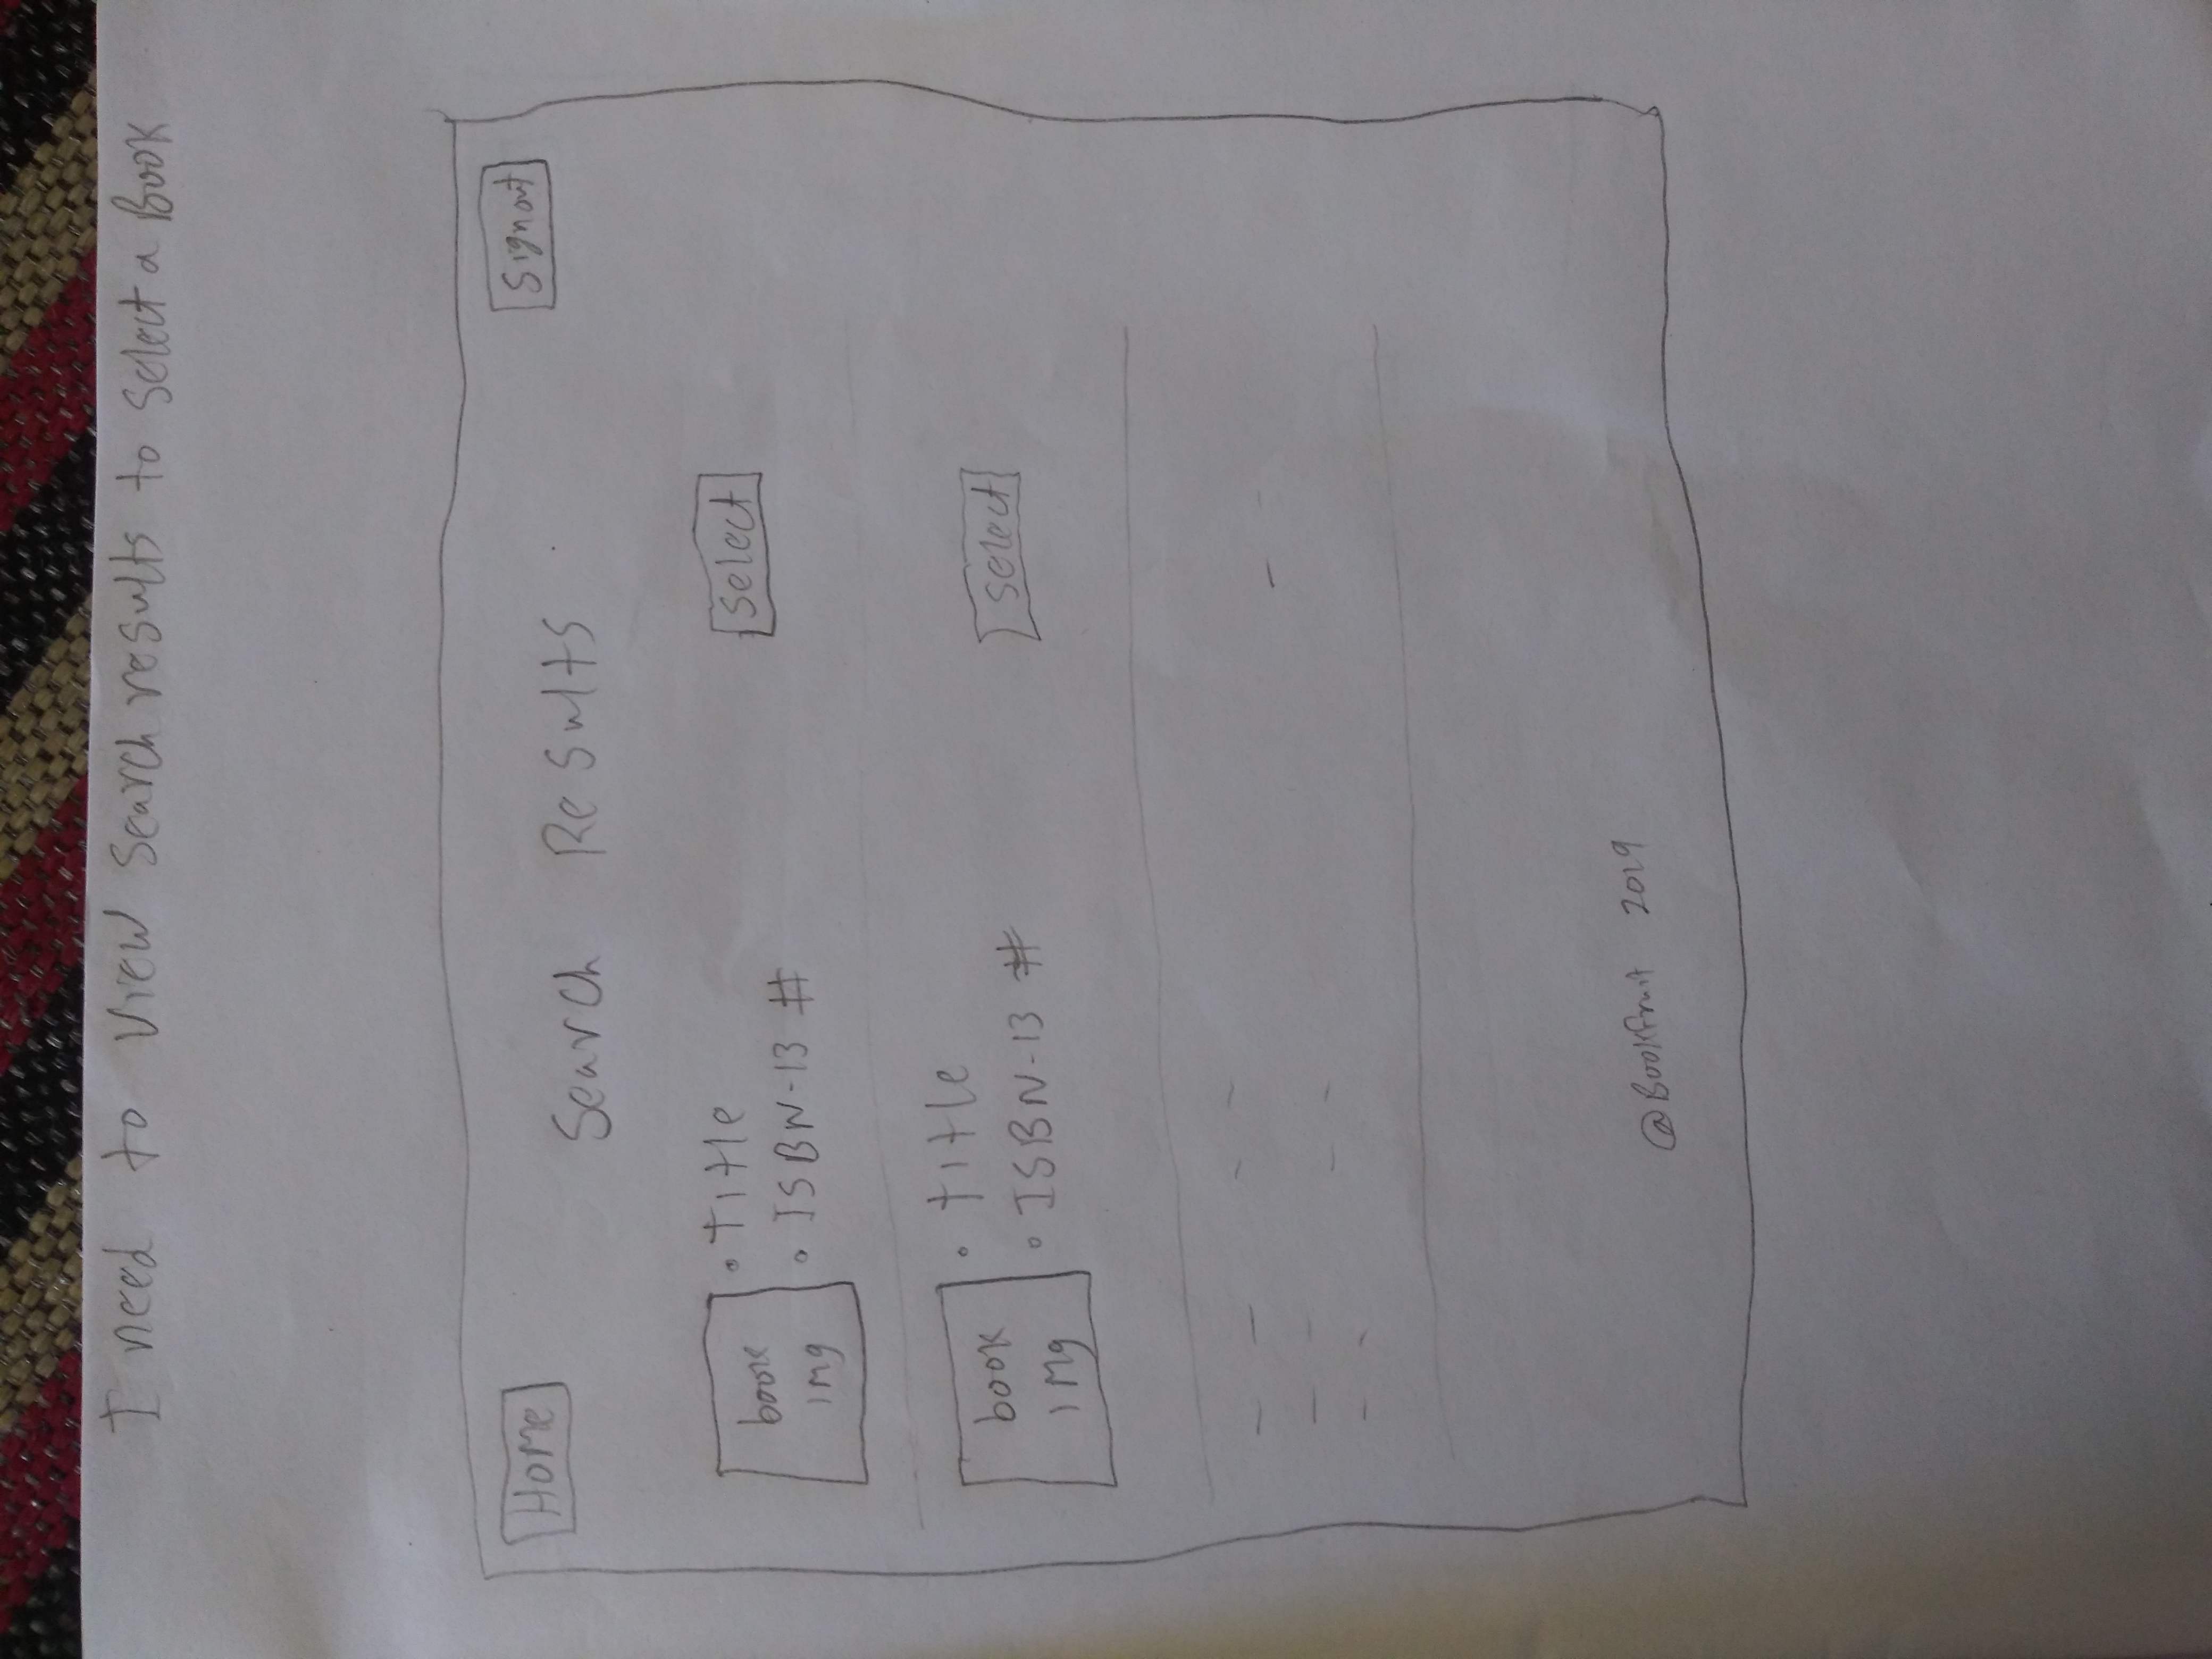 I need to view search results to select a Book
Home
Signout
Search Results
book
img
• Title
• ISBN-13 #
Select
book
img
• Title
• ISBN-13 #
Select
@BookFruit 2019